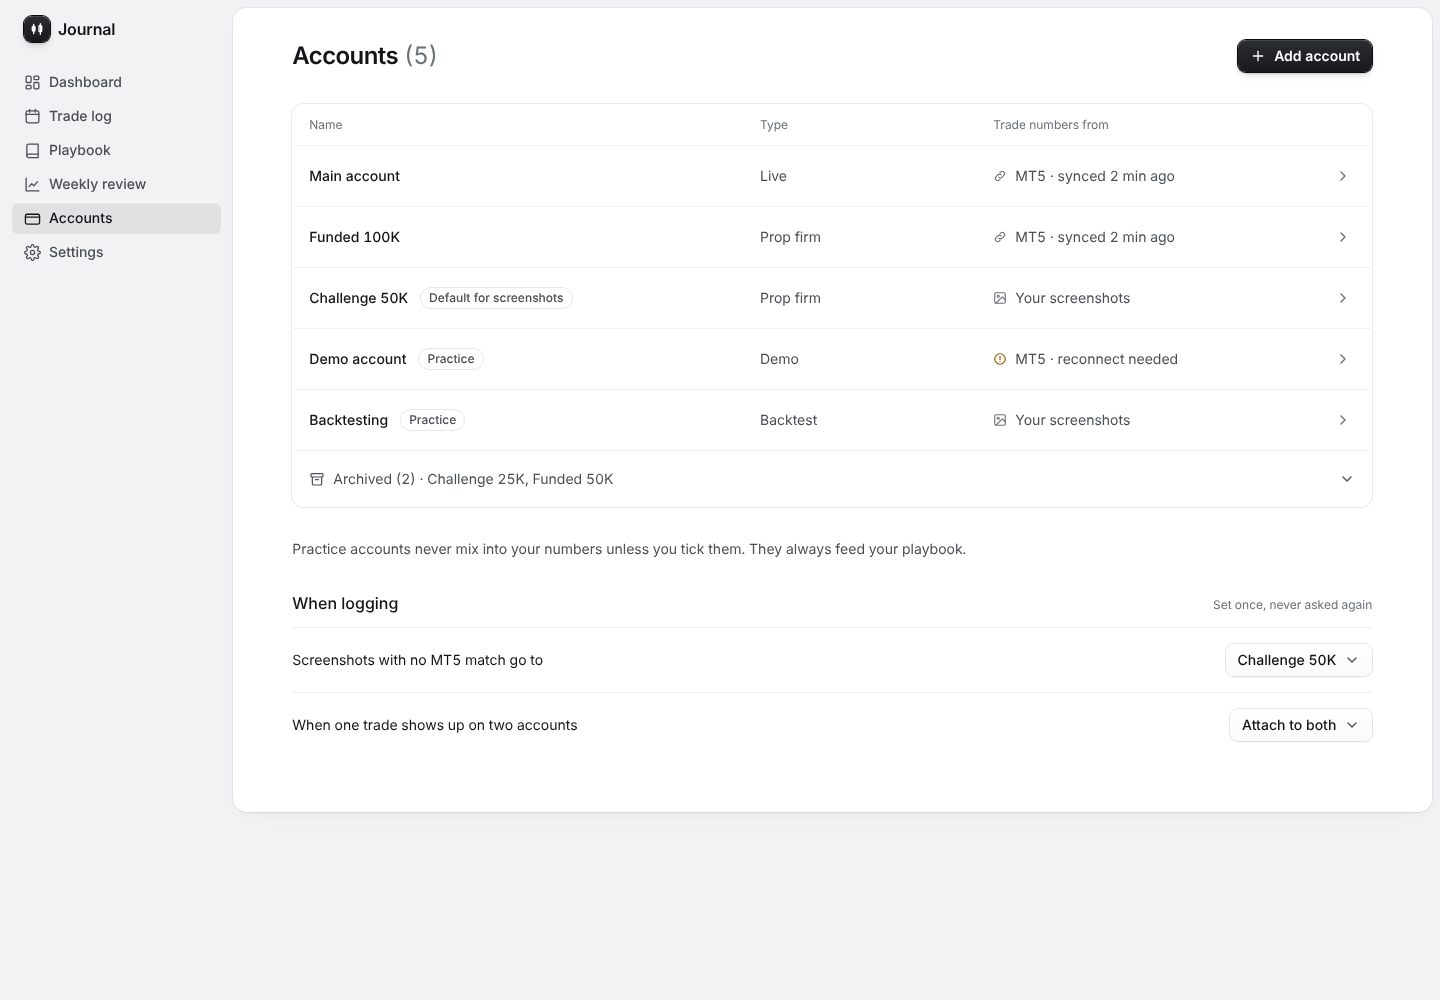 Journal
Dashboard
Trade log
Playbook
Weekly review
Accounts
Settings
Accounts (5)
Add account
Name Type Trade numbers from
Main account Live MT5 · synced 2 min ago
Funded 100K Prop firm MT5 · synced 2 min ago
Challenge 50K Default for screenshots Prop firm Your screenshots
Demo account Practice Demo MT5 · reconnect needed
Backtesting Practice Backtest Your screenshots
Archived (2) · Challenge 25K, Funded 50K
Practice accounts never mix into your numbers unless you tick them. They always feed your playbook.
When logging Set once, never asked again
Screenshots with no MT5 match go to Challenge 50K
When one trade shows up on two accounts Attach to both